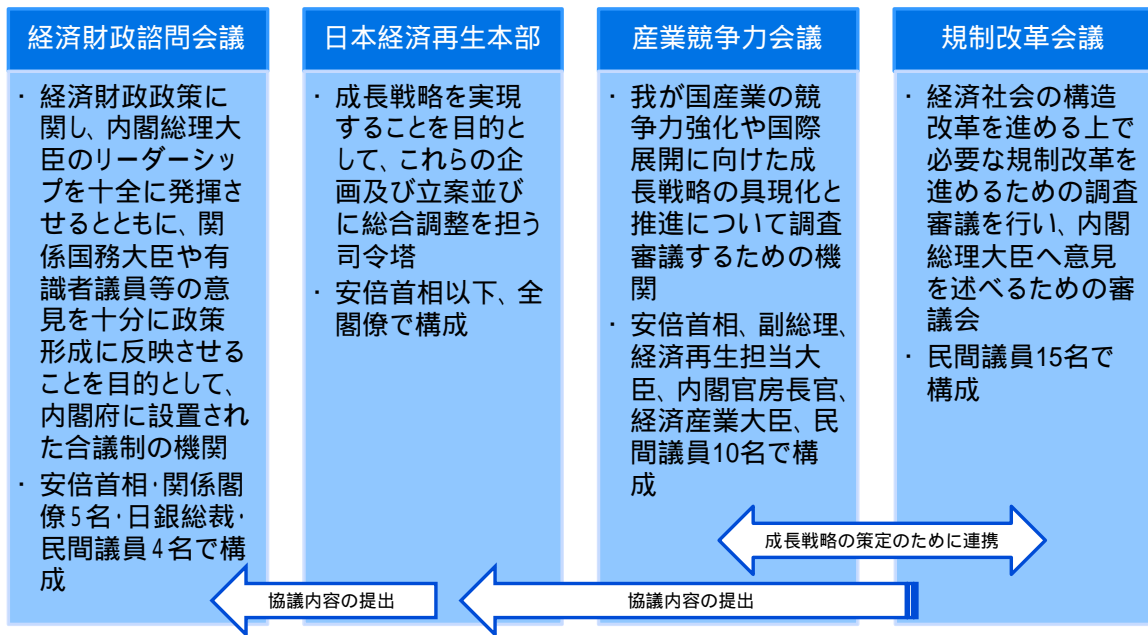 経済財政諮問会議
・ 経済財政政策に
関し、内閣総理大
臣のリーダーシッ
プを十全に発揮さ
せるとともに、関
係国務大臣や有
識者議員等の意
見を十分に政策
形成に反映させる
ことを目的として、
内閣府に設置され
た合議制の機関
・ 安倍首相・関係閣
僚5名・日銀総裁・
民間議員4名で構
成
日本経済再生本部
・ 成長戦略を実現
することを目的と
して、これらの企
画及び立案並び
に総合調整を担う
司令塔
・ 安倍首相以下、全
閣僚で構成
産業競争力会議
・ 我が国産業の競
争力強化や国際
展開に向けた成
長戦略の具現化と
推進について調査
審議するための機
関
・ 安倍首相、副総理、
経済再生担当大
臣、内閣官房長官、
経済産業大臣、民
間議員10名で構
成
規制改革会議
・ 経済社会の構造
改革を進める上で
必要な規制改革を
進めるための調査
審議を行い、内閣
総理大臣へ意見
を述べるための審
議会
・ 民間議員15名で
構成
成長戦略の策定のために連携
協議内容の提出
協議内容の提出